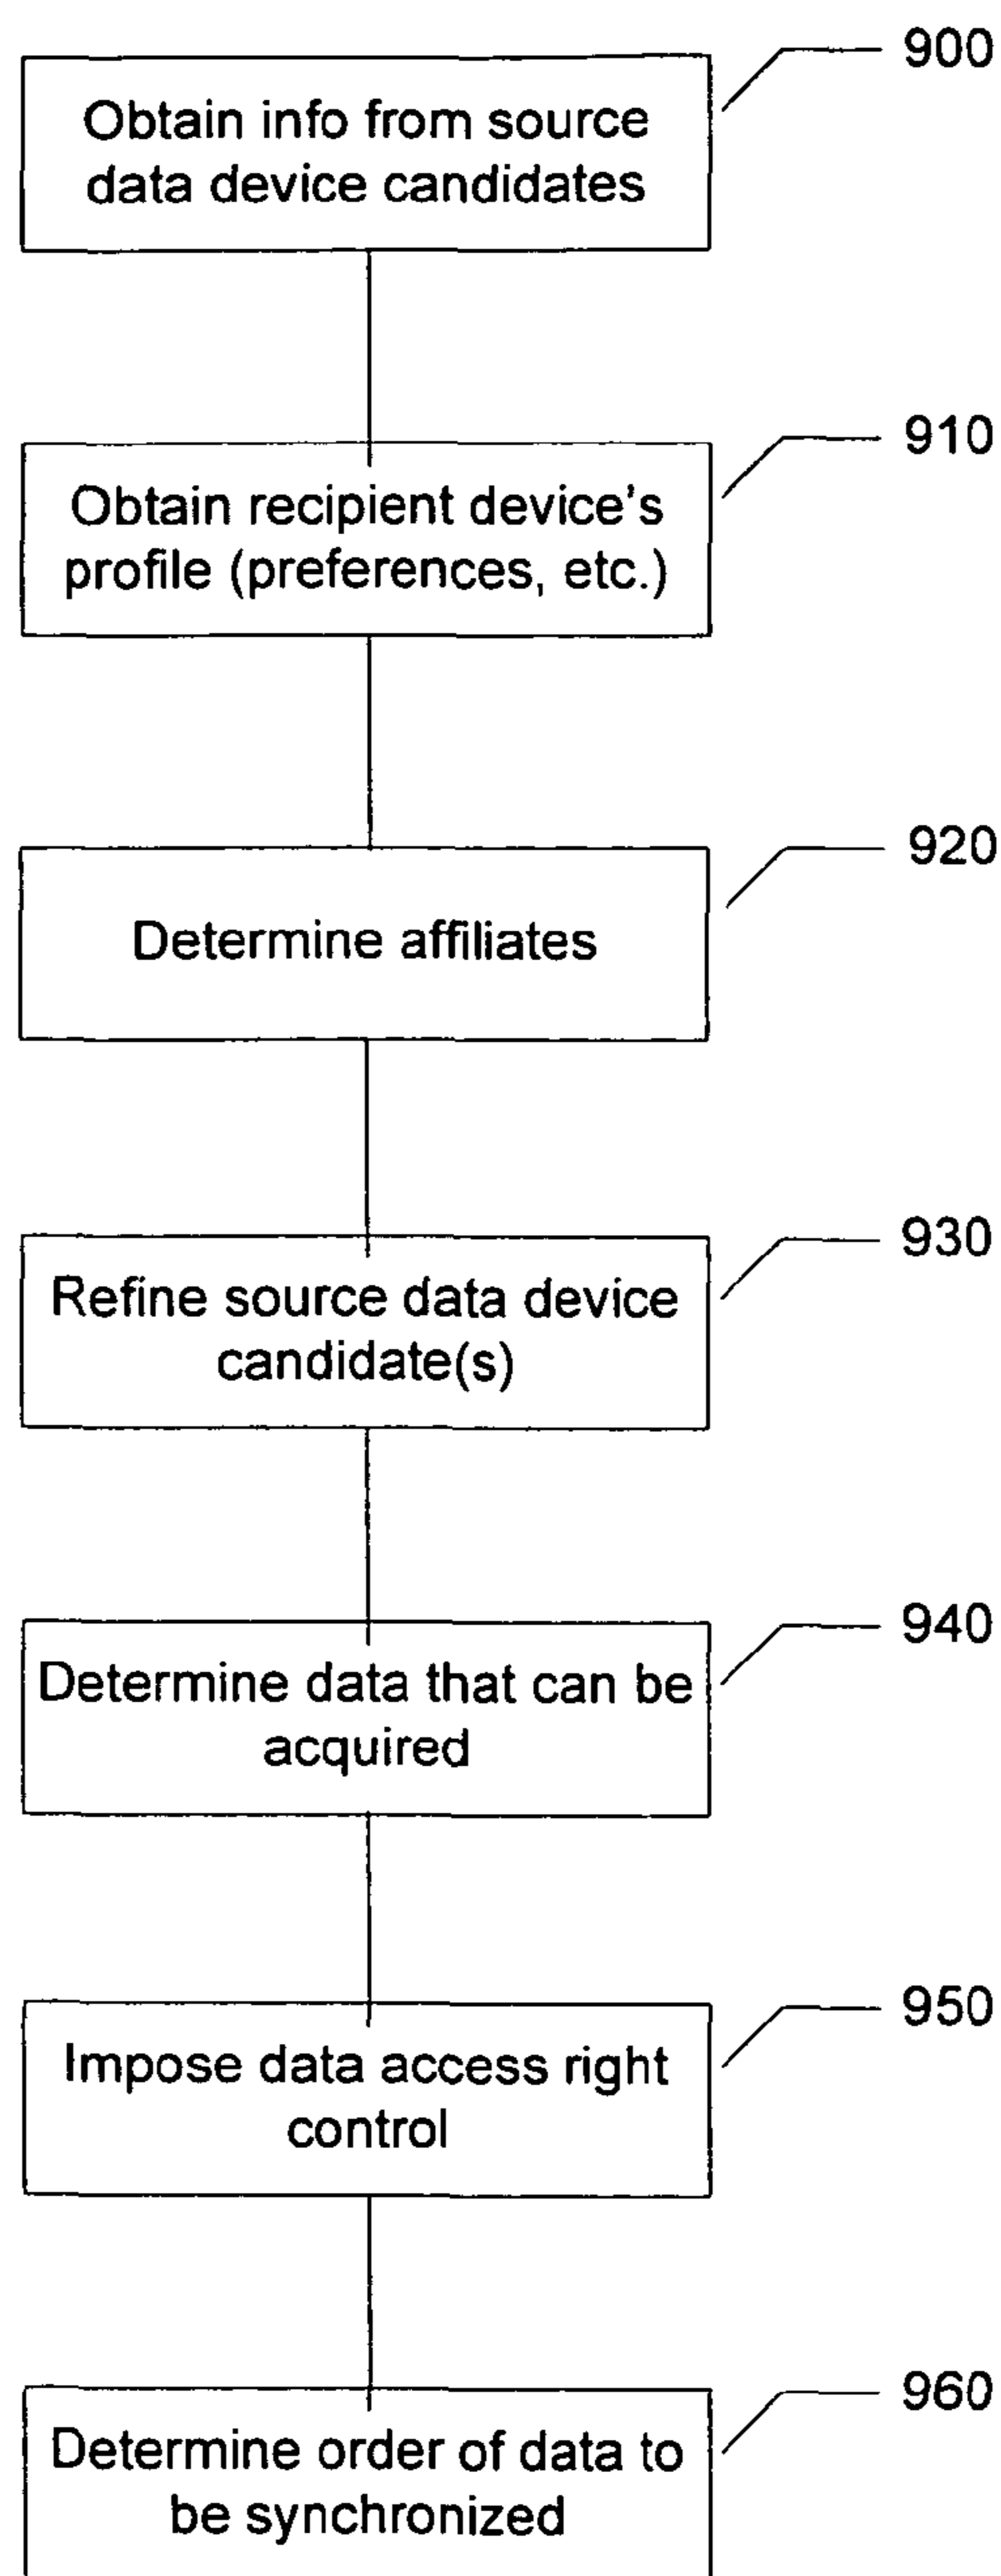 900
Obtain info from source
data device candidates
910
Obtain recipient device's
profile (preferences, etc.)
920
Determine affiliates
930
Refine source data device
candidate(s)
940
Determine data that can be
acquired
950
Impose data access right
control
960
Determine order of data to
be synchronized